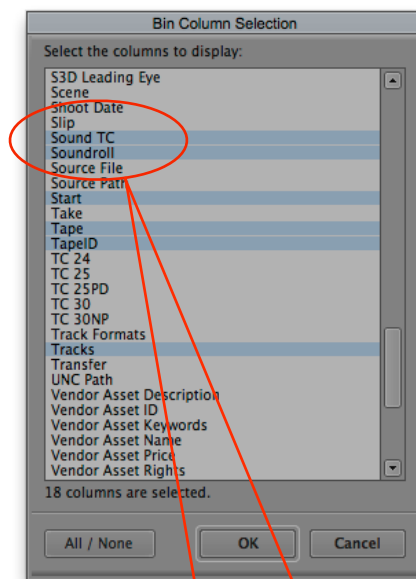 Bin Column Selection
Select the columns to display:
S3D Leading Eye
Scene
Shoot Date
Slip
Sound TC
Soundroll
Source File
Source Path
Start
Take
Tape
TapeID
TC 24
TC 25
TC 25PD
TC 30
TC 30NP
Track Formats
Tracks
Transfer
UNC Path
Vendor Asset Description
Vendor Asset ID
Vendor Asset Keywords
Vendor Asset Name
Vendor Asset Price
Vendor Asset Rights
18 columns are selected.
All / None
OK
Cancel